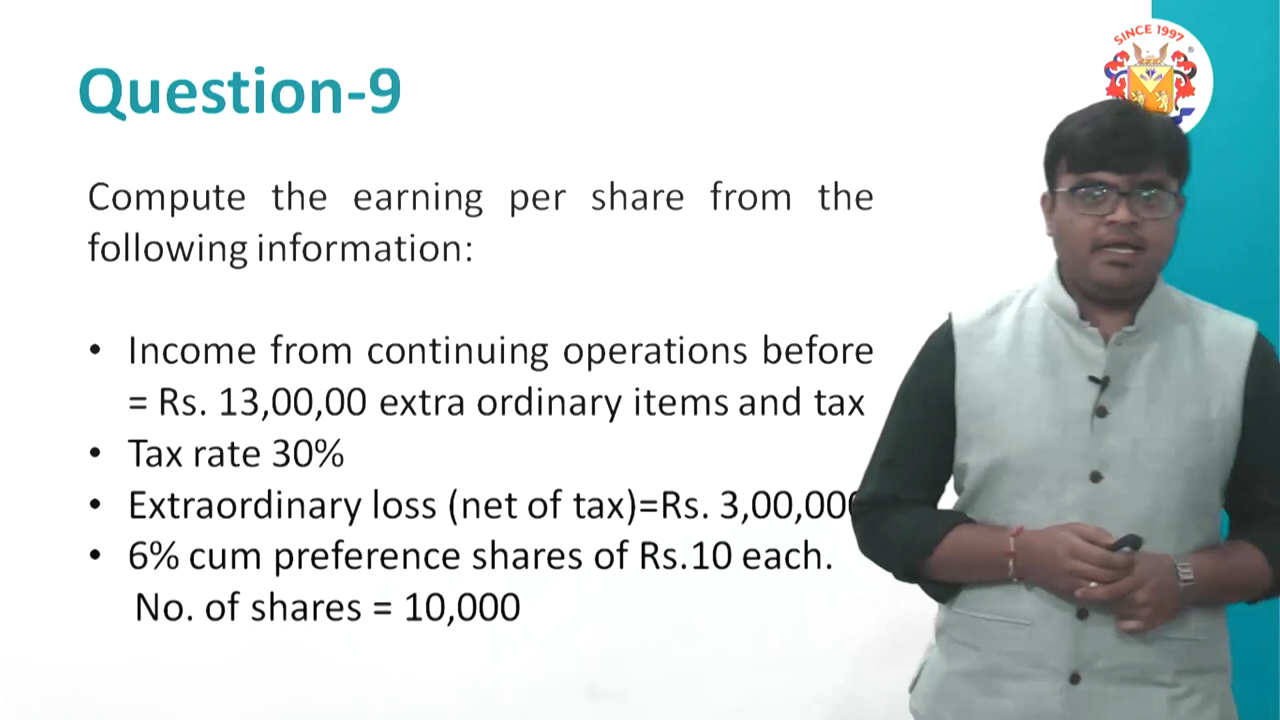 SINCE 1997
®
Question-9
Compute the earning per share from the
following information:
• Income from continuing operations before
= Rs. 13,00,00 extra ordinary items and tax
• Tax rate 30%
• Extraordinary loss (net of tax)=Rs. 3,00,000
• 6% cum preference shares of Rs.10 each.
No. of shares = 10,000